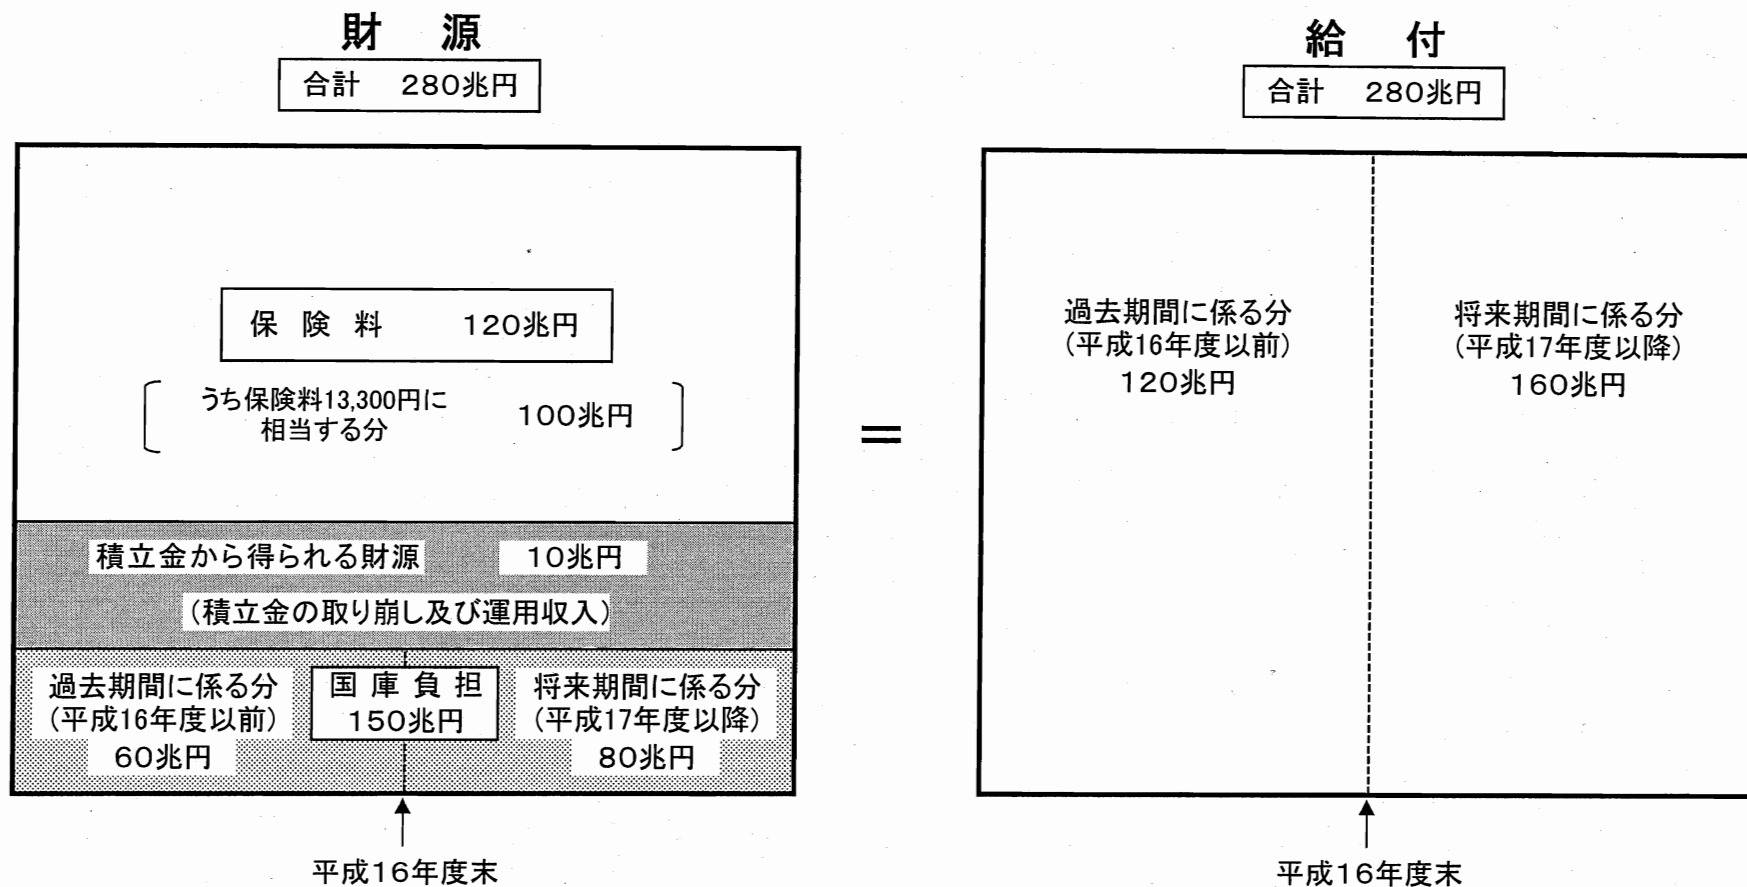 財　源
合計　280兆円
保　険　料　120兆円
うち保険料13,300円に
相当する分
100兆円
積立金から得られる財源　10兆円
(積立金の取り崩し及び運用収入)
過去期間に係る分
(平成16年度以前)
60兆円
国庫負担
150兆円
将来期間に係る分
(平成17年度以降)
80兆円
平成16年度末
＝
給　付
合計　280兆円
過去期間に係る分
(平成16年度以前)
120兆円
将来期間に係る分
(平成17年度以降)
160兆円
平成16年度末